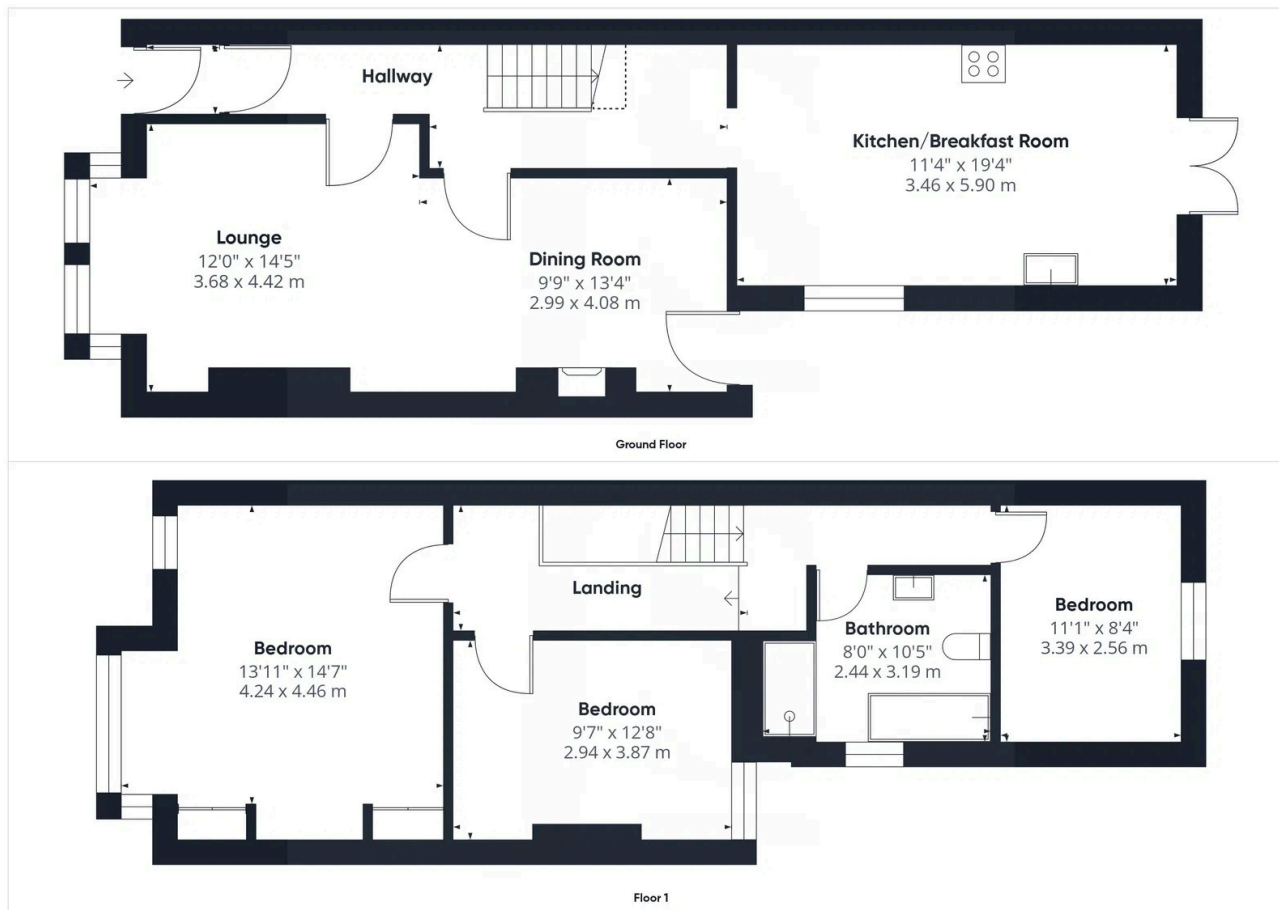 Hallway
Kitchen/Breakfast Room
11'4" x 19'4"
3.46 x 5.90 m
Lounge
12'0" x 14'5"
3.68 x 4.42 m
Dining Room
9'9" x 13'4"
2.99 x 4.08 m
Ground Floor
Landing
Bedroom
13'11" x 14'7"
4.24 x 4.46 m
Bedroom
9'7" x 12'8"
2.94 x 3.87 m
Bathroom
8'0" x 10'5"
2.44 x 3.19 m
Bedroom
11'1" x 8'4"
3.39 x 2.56 m
Floor 1